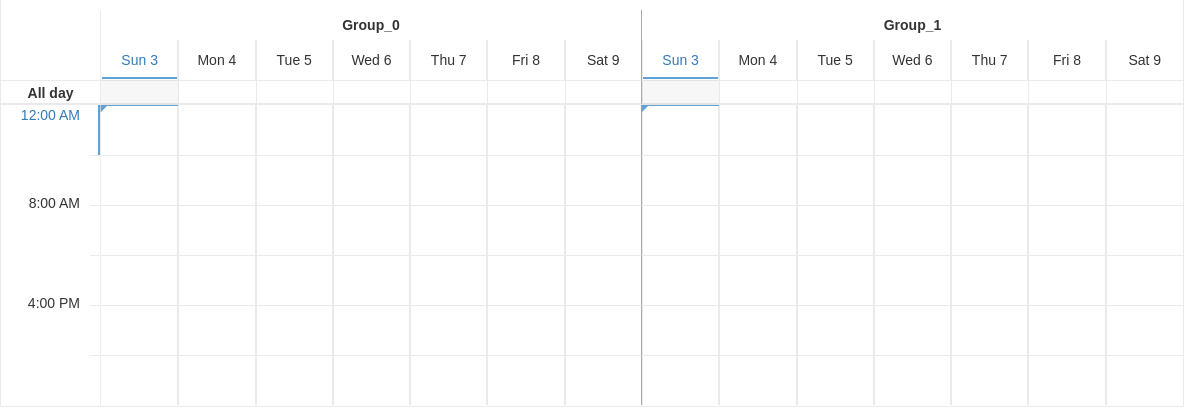 Group_0 Group_1
Sun 3 Mon 4 Tue 5 Wed 6 Thu 7 Fri 8 Sat 9 Sun 3 Mon 4 Tue 5 Wed 6 Thu 7 Fri 8 Sat 9
All day
12:00 AM
8:00 AM
4:00 PM